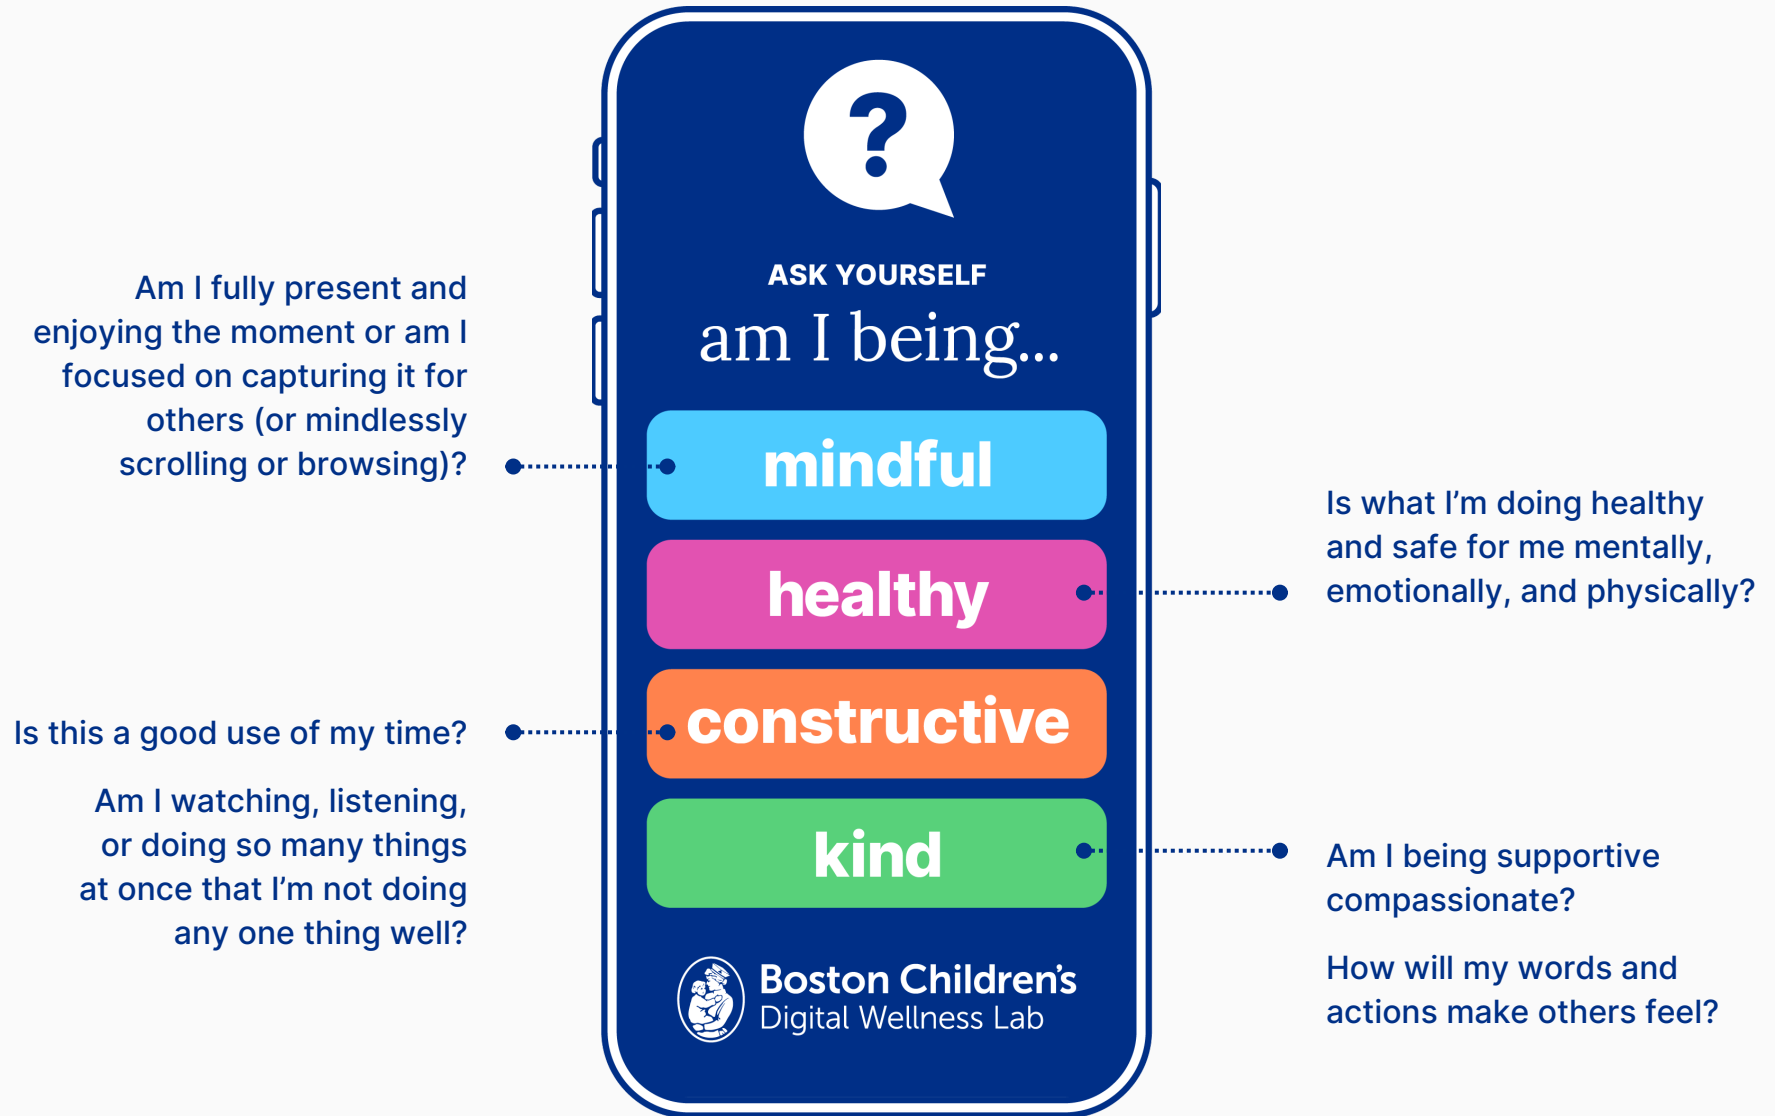 ?
ASK YOURSELF
am I being...
Am I fully present and
enjoying the moment or am I
focused on capturing it for
others (or mindlessly
scrolling or browsing)?
mindful
healthy
Is what I’m doing healthy
and safe for me mentally,
emotionally, and physically?
Is this a good use of my time?
Am I watching, listening,
or doing so many things
at once that I’m not doing
any one thing well?
constructive
kind
Am I being supportive
compassionate?
How will my words and
actions make others feel?
Boston Children’s
Digital Wellness Lab